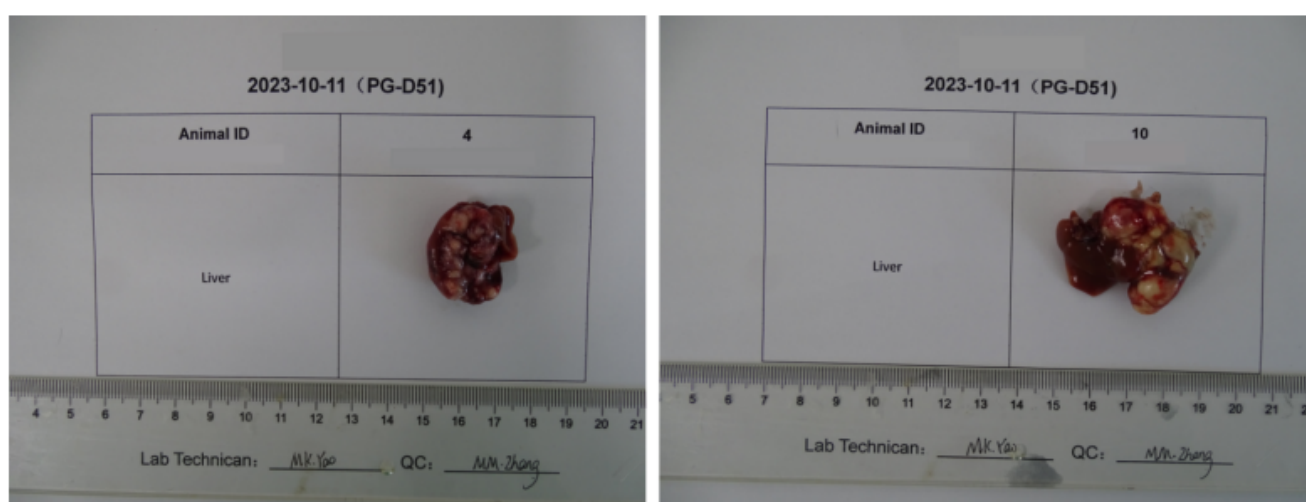 2023-10-11（PG-D51)
Animal ID 4
Liver
4 5 6 7 8 9 10 11 12 13 14 15 16 17 18 19 20 21
Lab Technican: MK.Yao QC: MM.Zhang
2023-10-11（PG-D51)
Animal ID 10
Liver
5 6 7 8 9 10 11 12 13 14 15 16 17 18 19 20 21 2
Lab Technican: MK.Yao QC: MM.Zhang